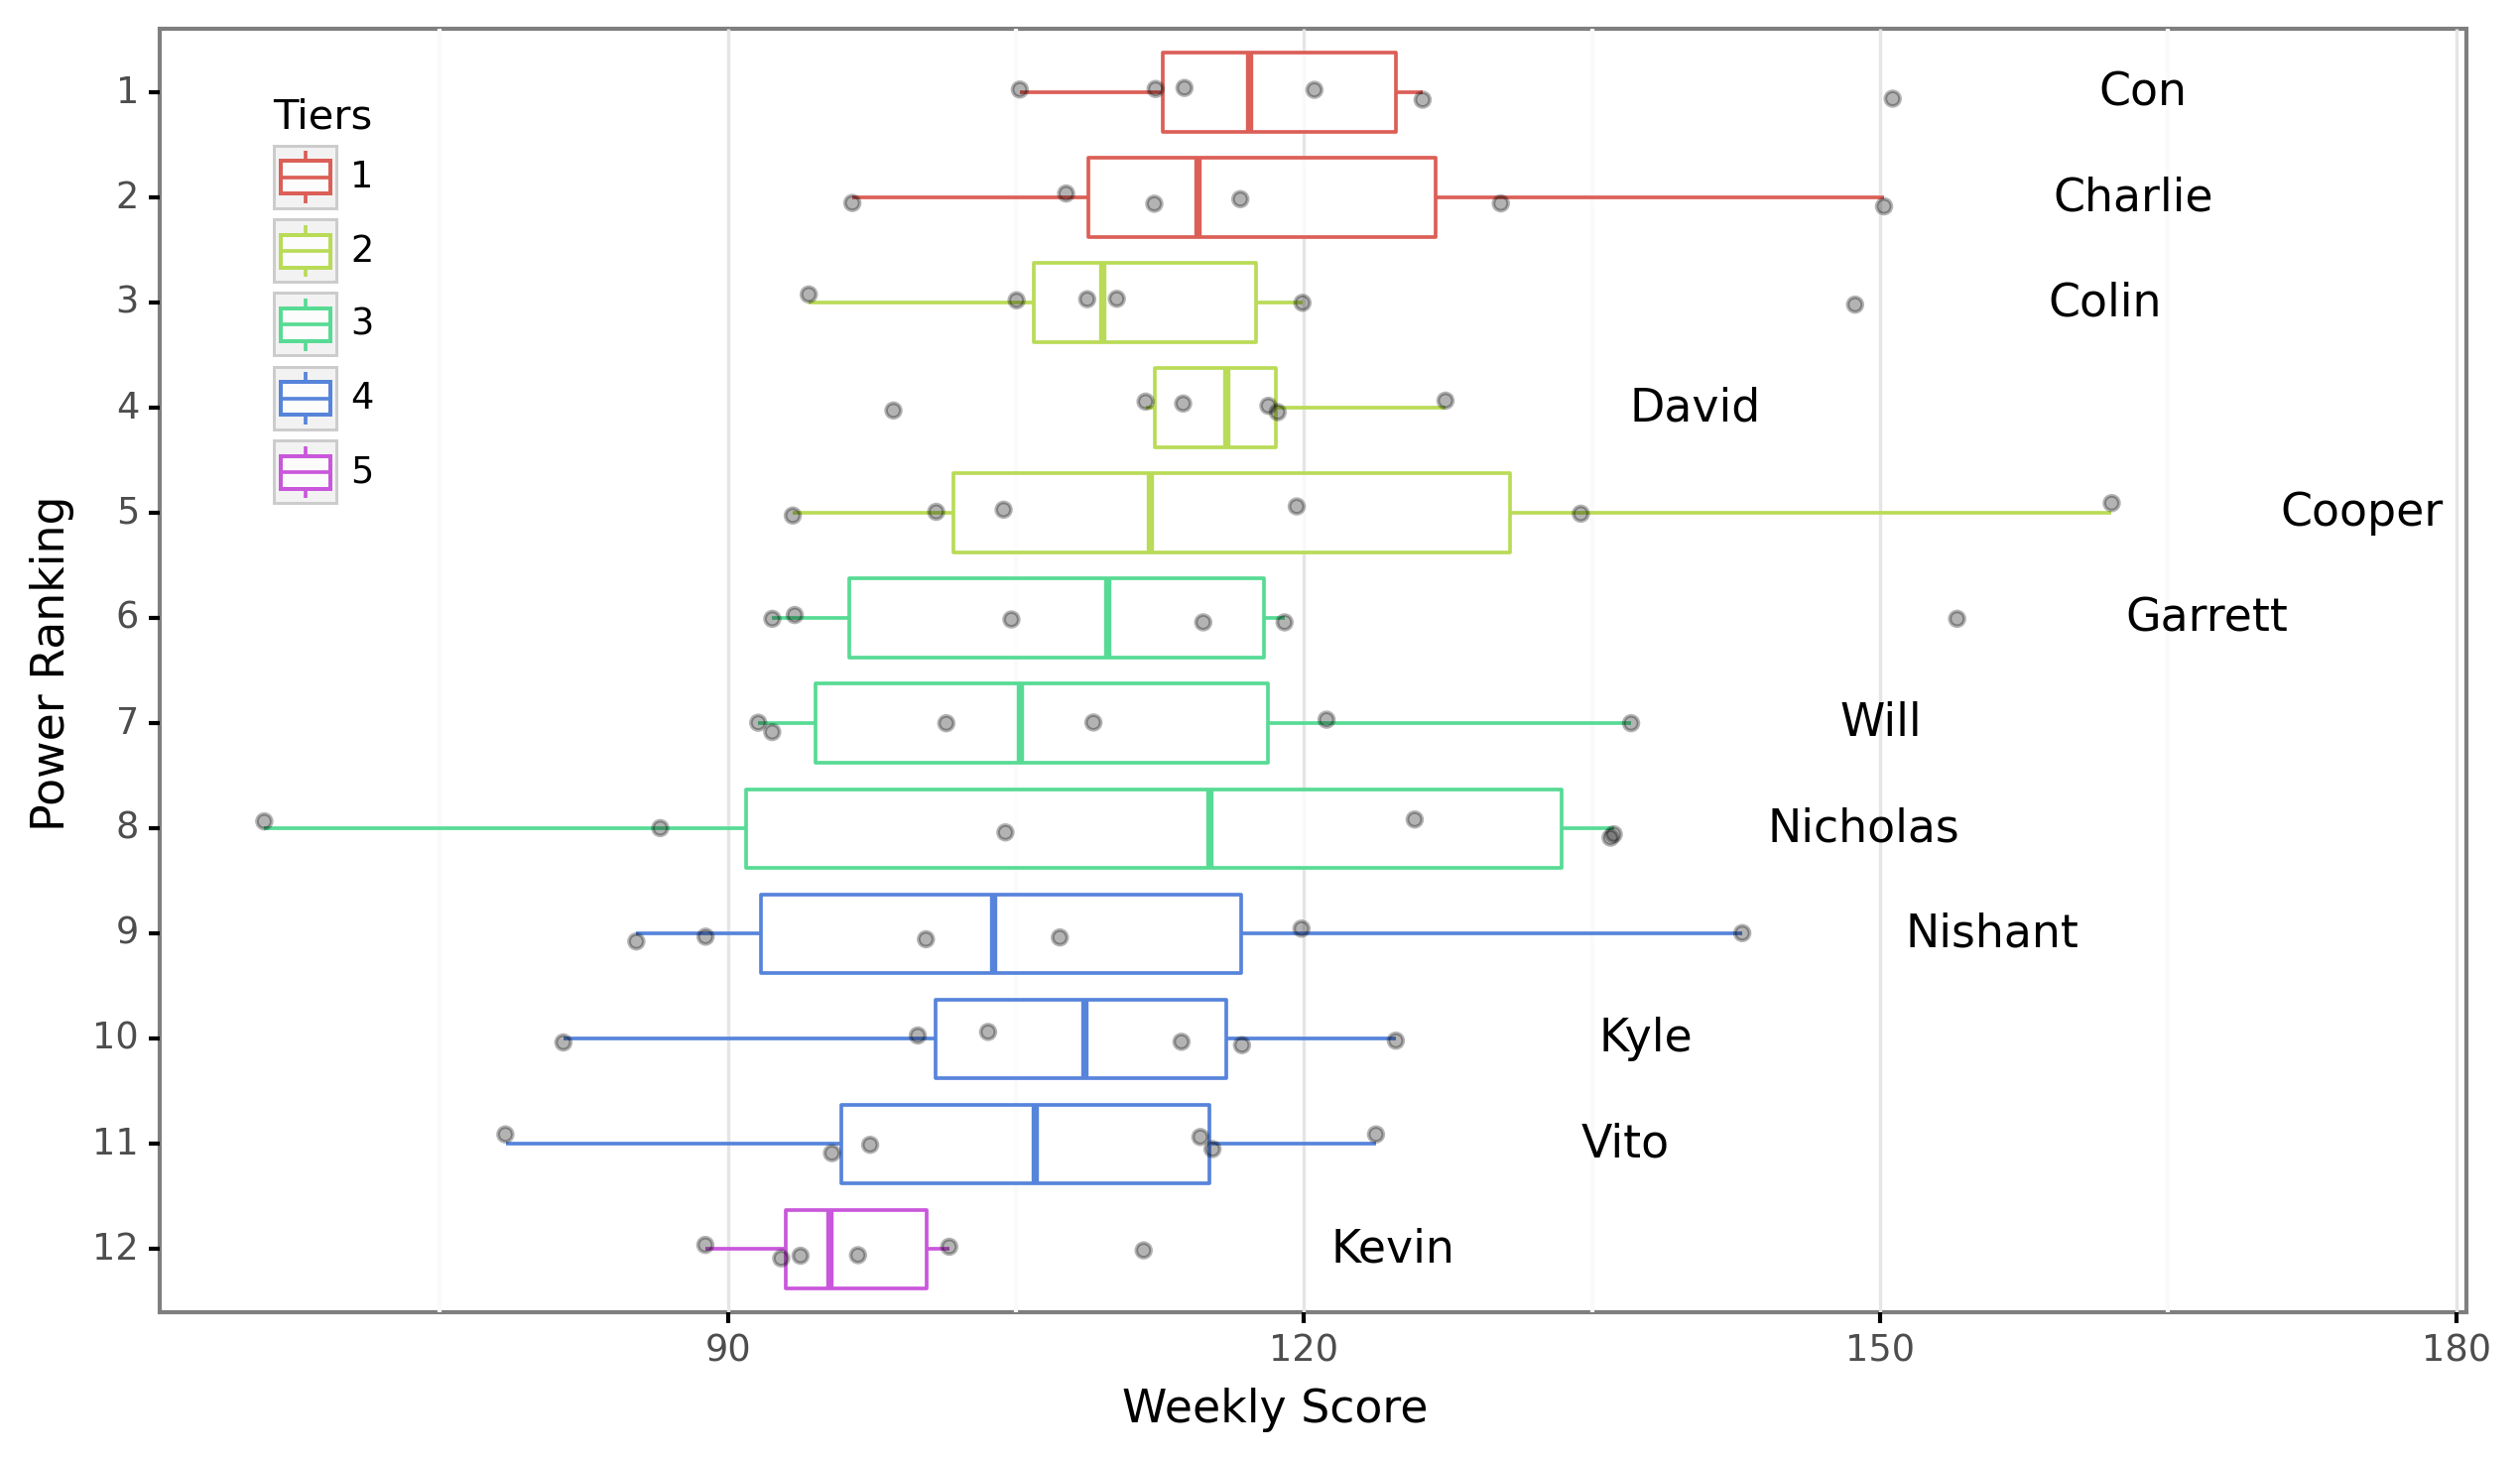 Tiers
1
2
3
4
5
Power Ranking
1 Con
2 Charlie
3 Colin
4 David
5 Cooper
6 Garrett
7 Will
8 Nicholas
9 Nishant
10 Kyle
11 Vito
12 Kevin
90 120 150 180
Weekly Score